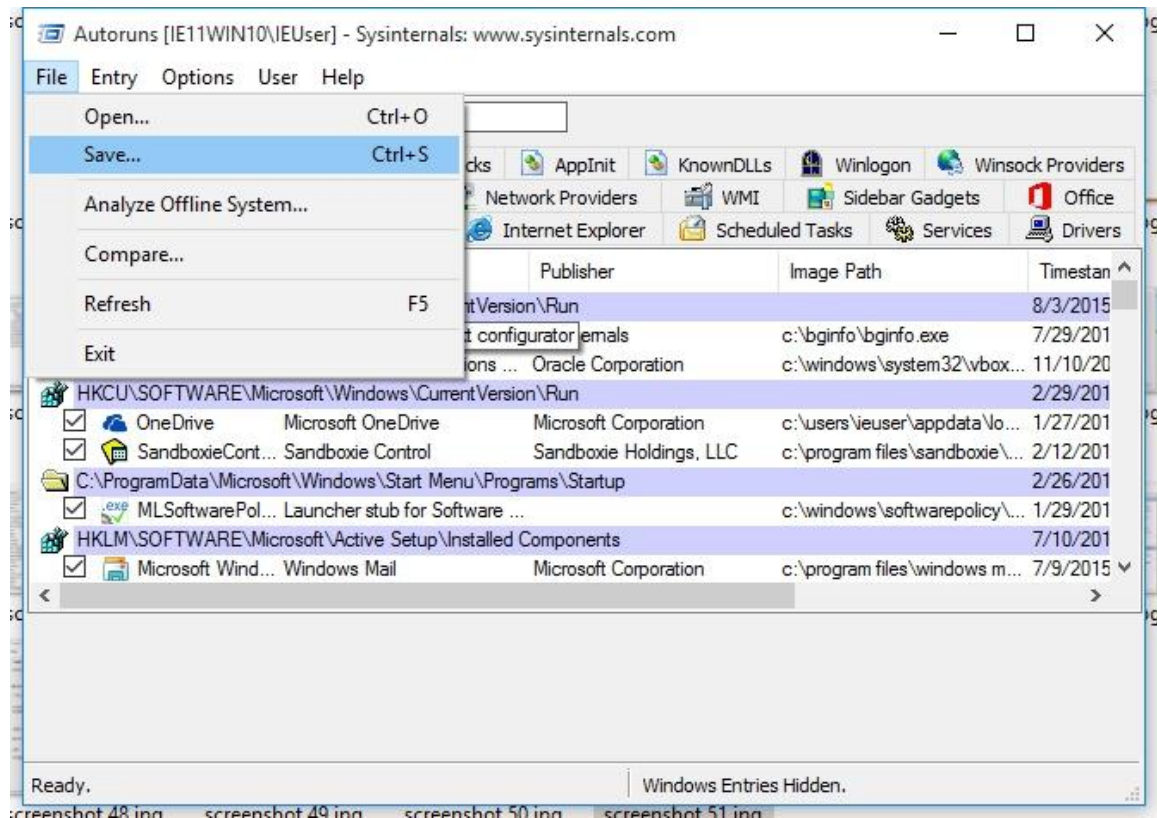 Autoruns [IE11WIN10\IEUser] - Sysinternals: www.sysinternals.com
File Entry Options User Help
Open... Ctrl+O
Save... Ctrl+S
Analyze Offline System...
Compare...
Refresh F5
Exit
cks AppInit KnownDLLs Winlogon Winsock Providers
Network Providers WMI Sidebar Gadgets Office
Internet Explorer Scheduled Tasks Services Drivers
Publisher Image Path Timestan
ntVersion\Run 8/3/2015
t configurator ernals c:\bginfo\bginfo.exe 7/29/201
ions ... Oracle Corporation c:\windows\system32\vbox... 11/10/20
HKCU\SOFTWARE\Microsoft\Windows\CurrentVersion\Run 2/29/201
OneDrive Microsoft OneDrive Microsoft Corporation c:\users\ieuser\appdata\lo... 1/27/201
SandboxieCont... Sandboxie Control Sandboxie Holdings, LLC c:\program files\sandboxie\... 2/12/201
C:\ProgramData\Microsoft\Windows\Start Menu\Programs\Startup 2/26/201
MLSoftwarePol... Launcher stub for Software ... c:\windows\softwarepolicy\... 1/29/201
HKLM\SOFTWARE\Microsoft\Active Setup\Installed Components 7/10/201
Microsoft Wind... Windows Mail Microsoft Corporation c:\program files\windows m... 7/9/2015
Ready. Windows Entries Hidden.
screenshot 48.jpg screenshot 49.jpg screenshot 50.jpg screenshot 51.jpg